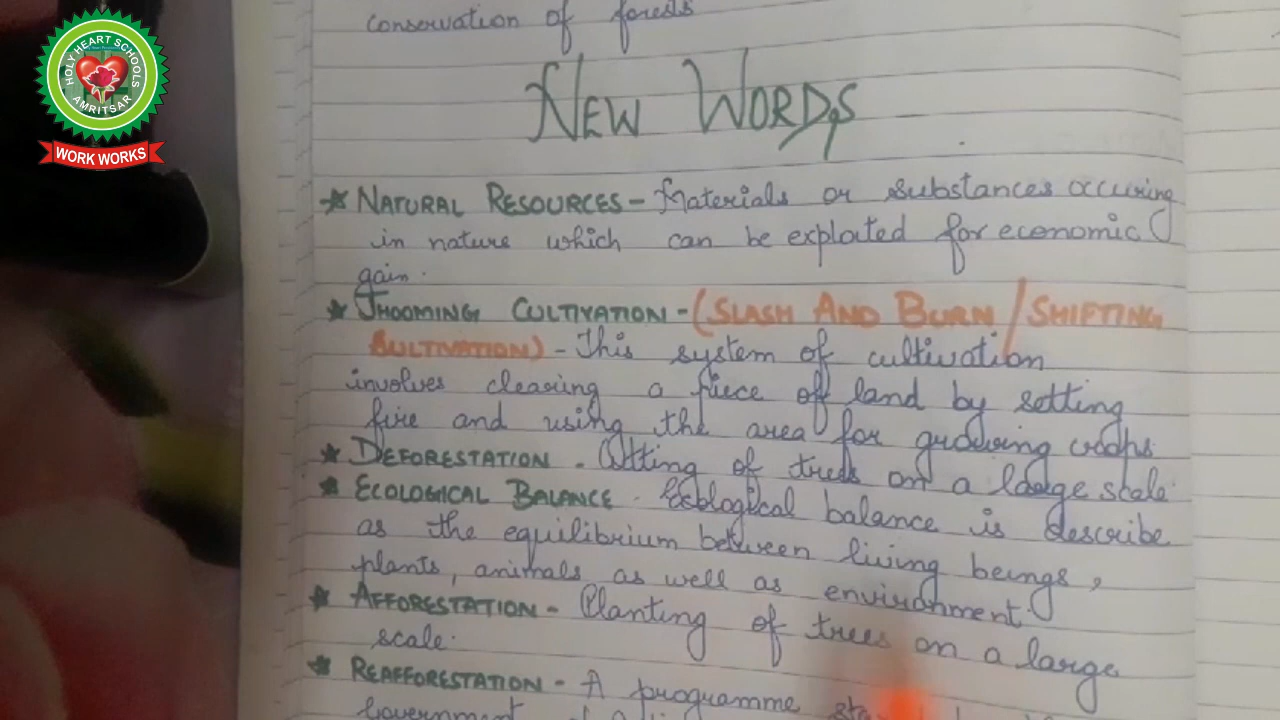 HOLY HEART SCHOOLS
AMRITSAR
WORK WORKS
conservation of forests
NEW WORDS
★ NATURAL RESOURCES - Materials or substances occuring
in nature which can be exploited for economic
gain.
★ JHOOMING CULTIVATION - (SLASH AND BURN / SHIFTING
CULTIVATION) - This system of cultivation
involves clearing a piece of land by setting
fire and using the area for growing crops
★ DEFORESTATION - Cutting of trees on a large scale
★ ECOLOGICAL BALANCE - Ecological balance is describe
as the equilibrium between living beings,
plants, animals as well as environment
★ AFFORESTATION - Planting of trees on a large
scale.
★ REAFFORESTATION - A programme
Government